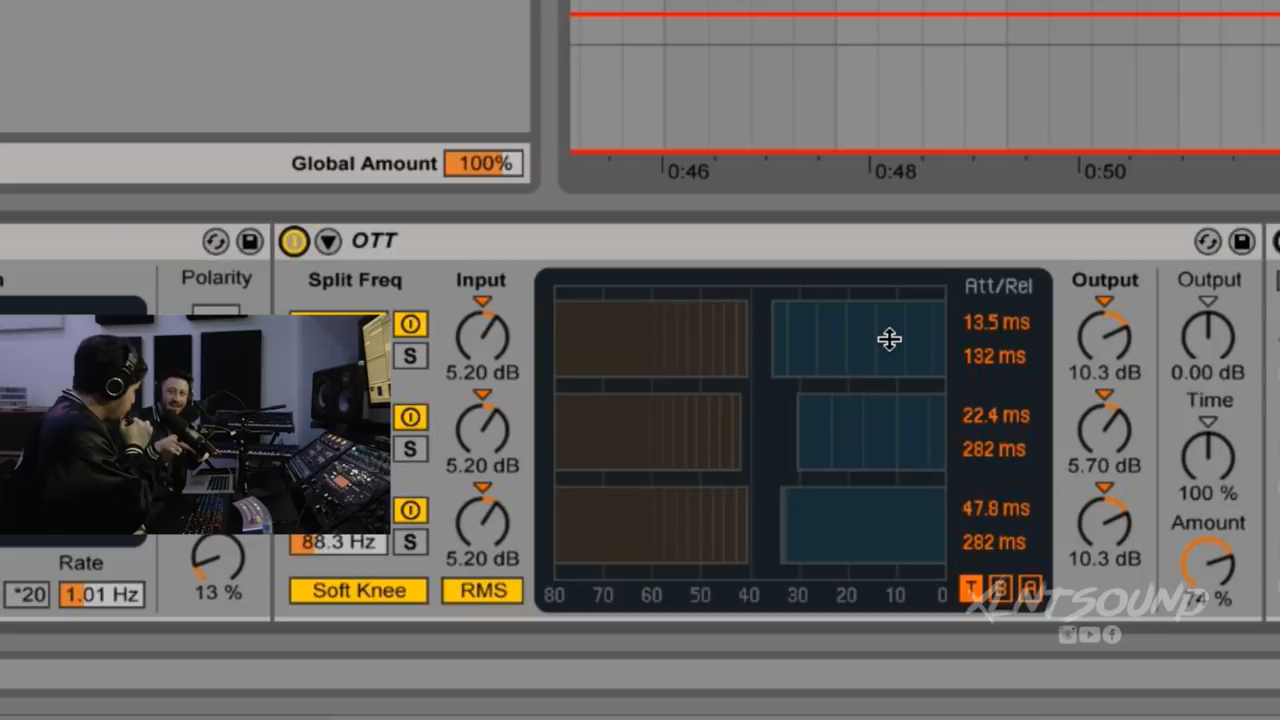 Global Amount 100%
0:46 0:48 0:50
OTT
Polarity
Split Freq
Input
Att/Rel
Output
Output
13.5 ms
132 ms
S
5.20 dB
10.3 dB
0.00 dB
Time
22.4 ms
282 ms
S
5.20 dB
5.70 dB
100 %
47.8 ms
Amount
88.3 Hz
282 ms
S
5.20 dB
10.3 dB
Rate
*20
1.01 Hz
13 %
Soft Knee
RMS
80 70 60 50 40 30 20 10 0
T B A
74 %
XENTSOUND